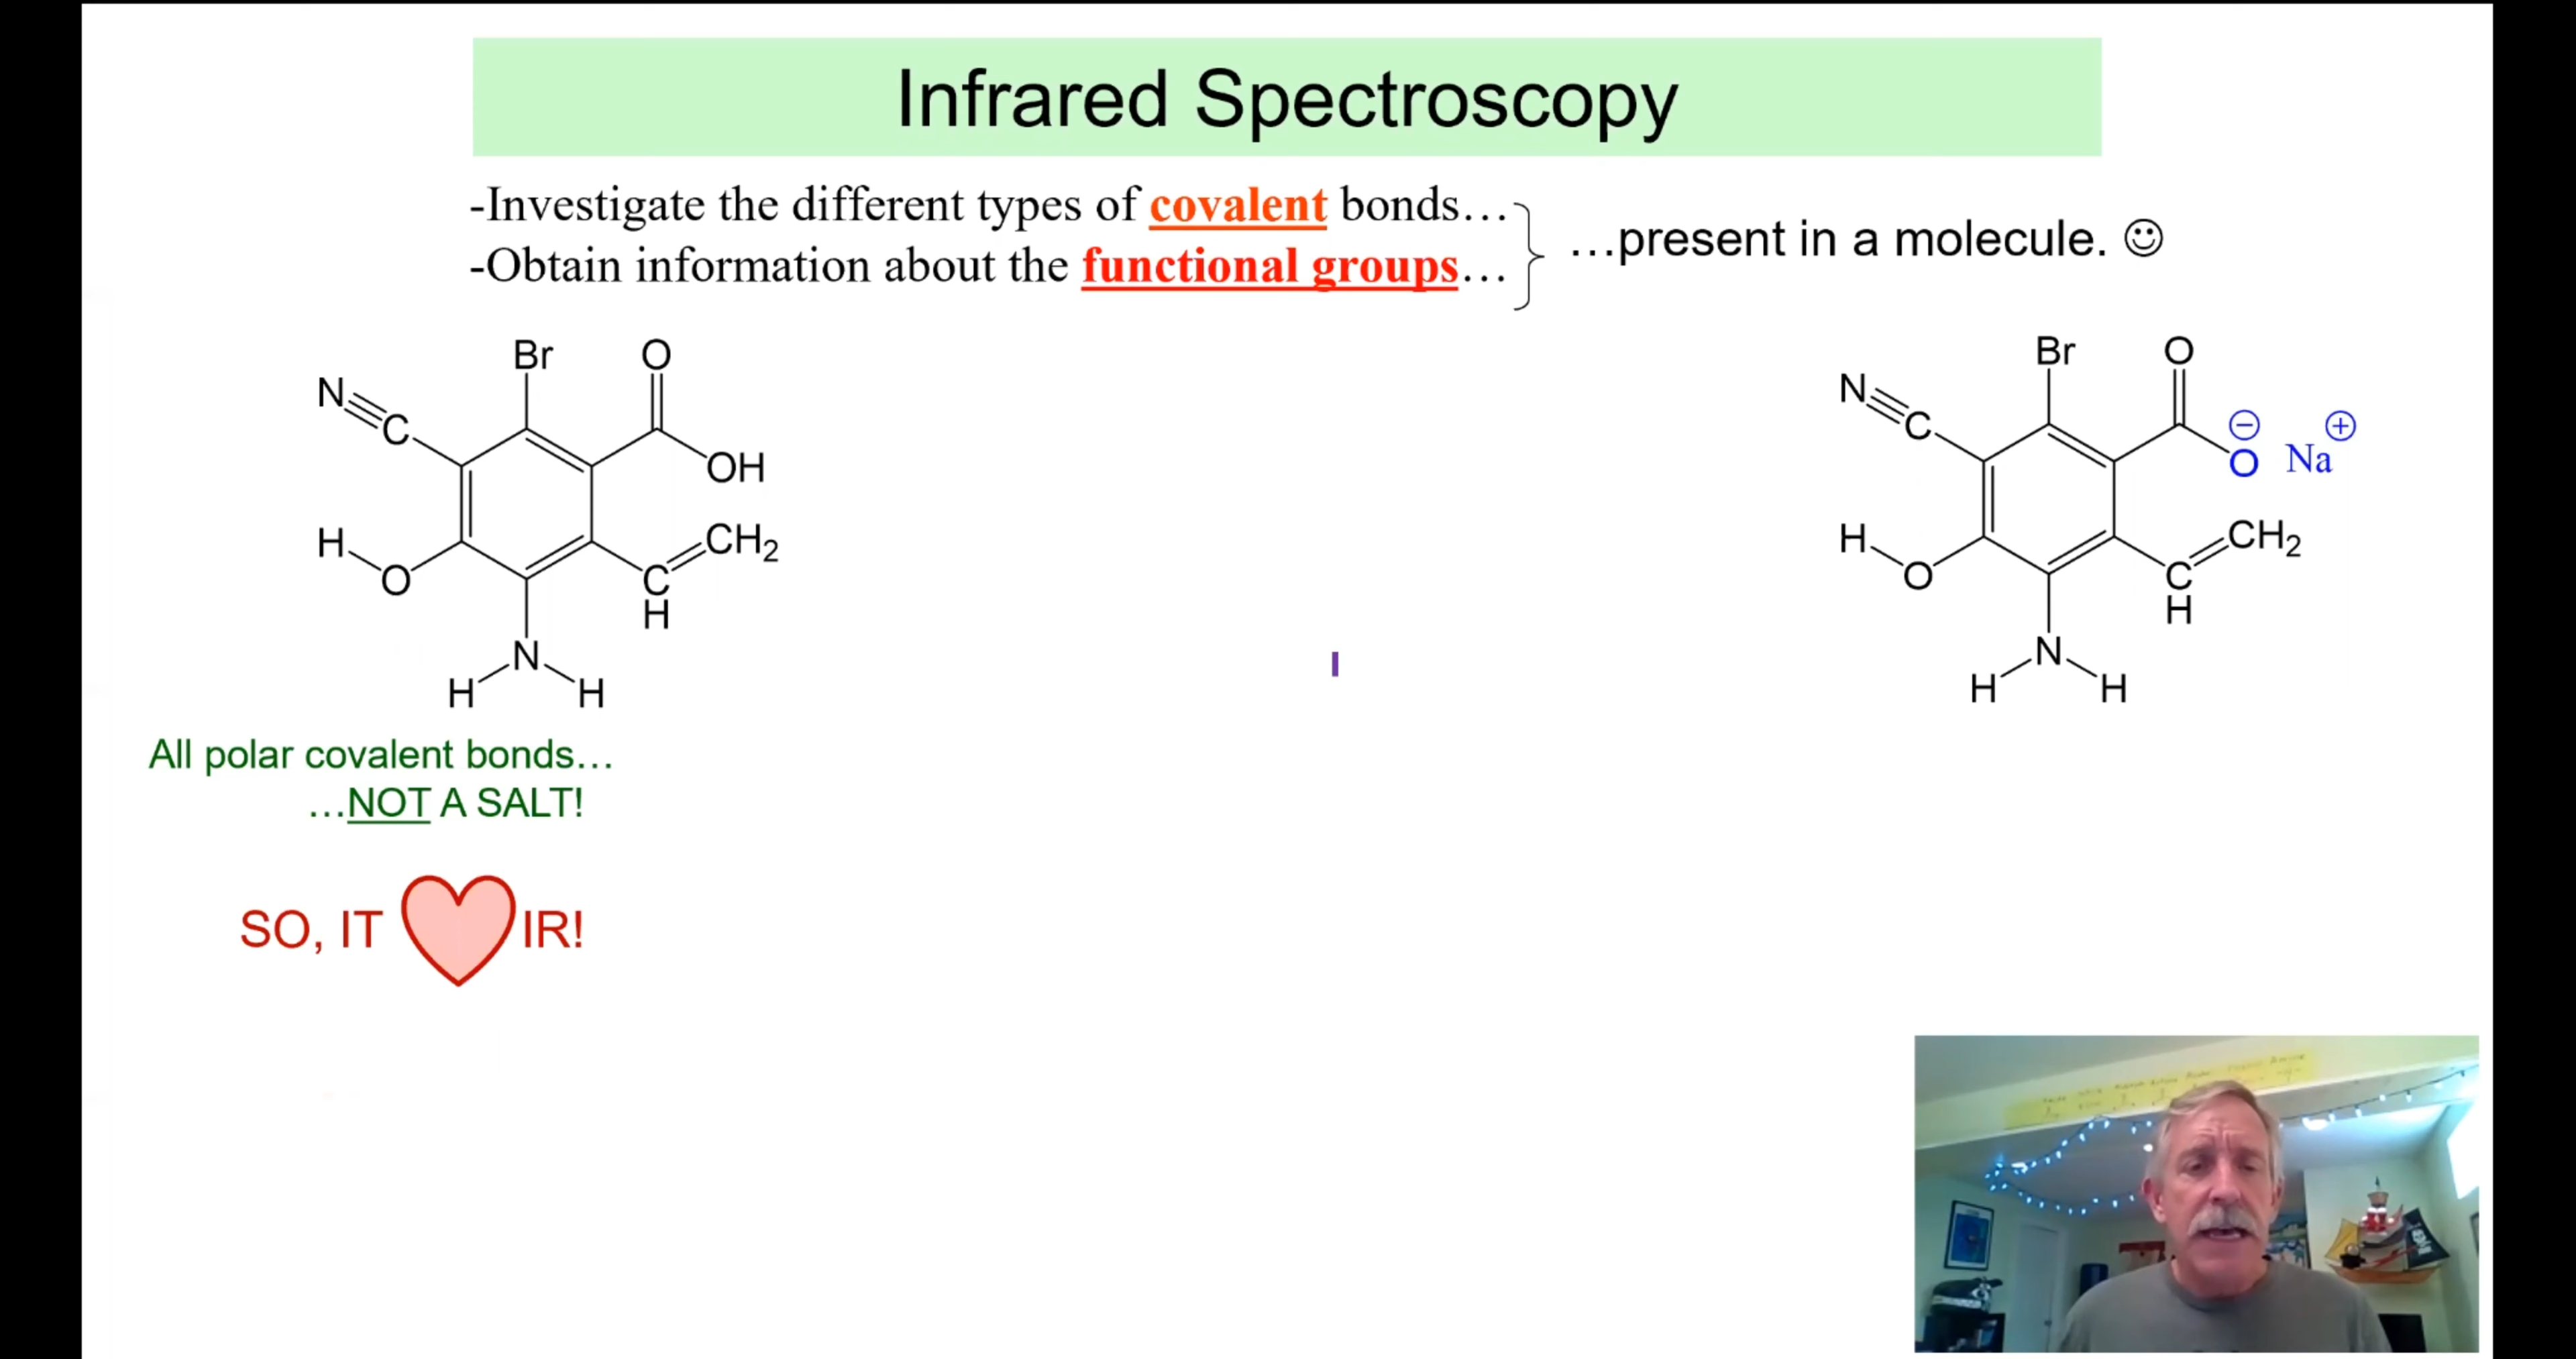 Infrared Spectroscopy
-Investigate the different types of covalent bonds…
-Obtain information about the functional groups…
…present in a molecule. ☺
Br
O
N
C
OH
H
O
CH2
C
H
N
H
H
Br
O
N
C
⊖
⊕
O
Na
H
O
CH2
C
H
N
H
H
All polar covalent bonds…
…NOT A SALT!
SO, IT
IR!